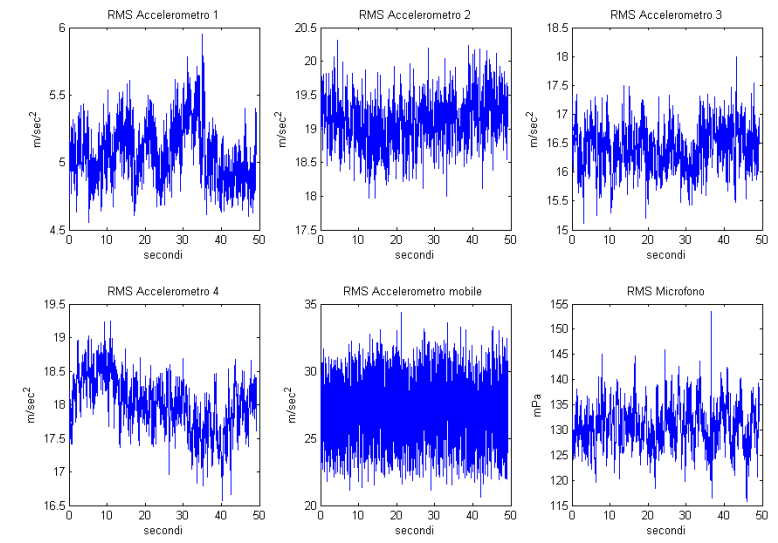 RMS Accelerometro 1
6
5.5
5
4.5
m/sec²
0 10 20 30 40 50
secondi
RMS Accelerometro 2
20.5
20
19.5
19
18.5
18
17.5
m/sec²
0 10 20 30 40 50
secondi
RMS Accelerometro 3
18.5
18
17.5
17
16.5
16
15.5
15
m/sec²
0 10 20 30 40 50
secondi
RMS Accelerometro 4
19.5
19
18.5
18
17.5
17
16.5
m/sec²
0 10 20 30 40 50
secondi
RMS Accelerometro mobile
35
30
25
20
m/sec²
0 10 20 30 40 50
secondi
RMS Microfono
155
150
145
140
135
130
125
120
115
110
mPa
0 10 20 30 40 50
secondi